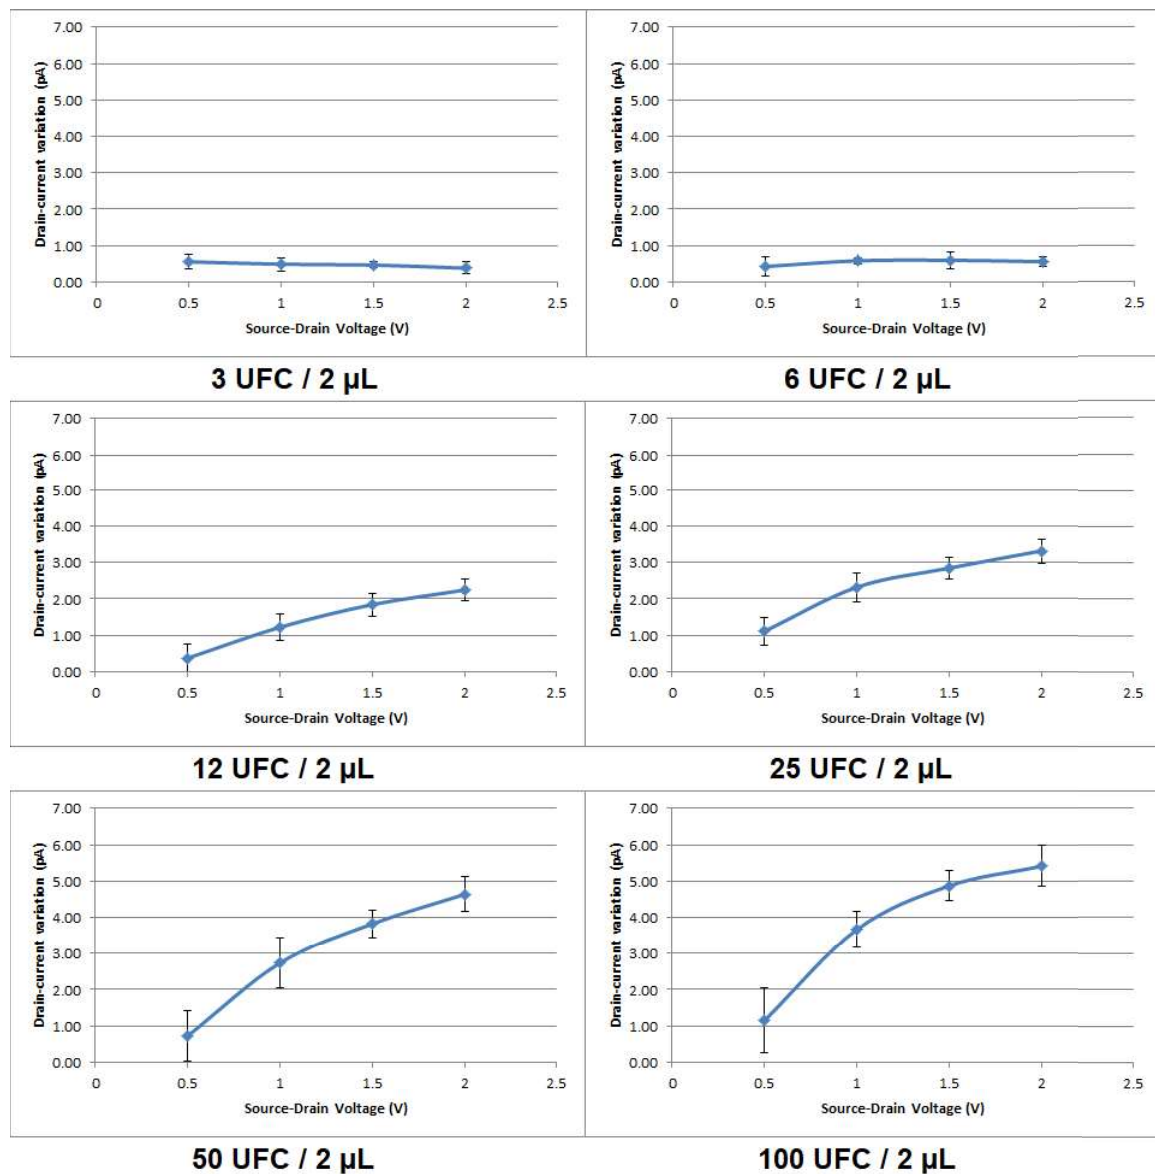 7.00
6.00
5.00
4.00
3.00
2.00
1.00
0.00
Drain-current variation (pA)
0 0.5 1 1.5 2 2.5
Source-Drain Voltage (V)
3 UFC / 2 µL
7.00
6.00
5.00
4.00
3.00
2.00
1.00
0.00
Drain-current variation (pA)
0 0.5 1 1.5 2 2.5
Source-Drain Voltage (V)
6 UFC / 2 µL
7.00
6.00
5.00
4.00
3.00
2.00
1.00
0.00
Drain-current variation (pA)
0 0.5 1 1.5 2 2.5
Source-Drain Voltage (V)
12 UFC / 2 µL
7.00
6.00
5.00
4.00
3.00
2.00
1.00
0.00
Drain-current variation (pA)
0 0.5 1 1.5 2 2.5
Source-Drain Voltage (V)
25 UFC / 2 µL
7.00
6.00
5.00
4.00
3.00
2.00
1.00
0.00
Drain-current variation (pA)
0 0.5 1 1.5 2 2.5
Source-Drain Voltage (V)
50 UFC / 2 µL
7.00
6.00
5.00
4.00
3.00
2.00
1.00
0.00
Drain-current variation (pA)
0 0.5 1 1.5 2 2.5
Source-Drain Voltage (V)
100 UFC / 2 µL